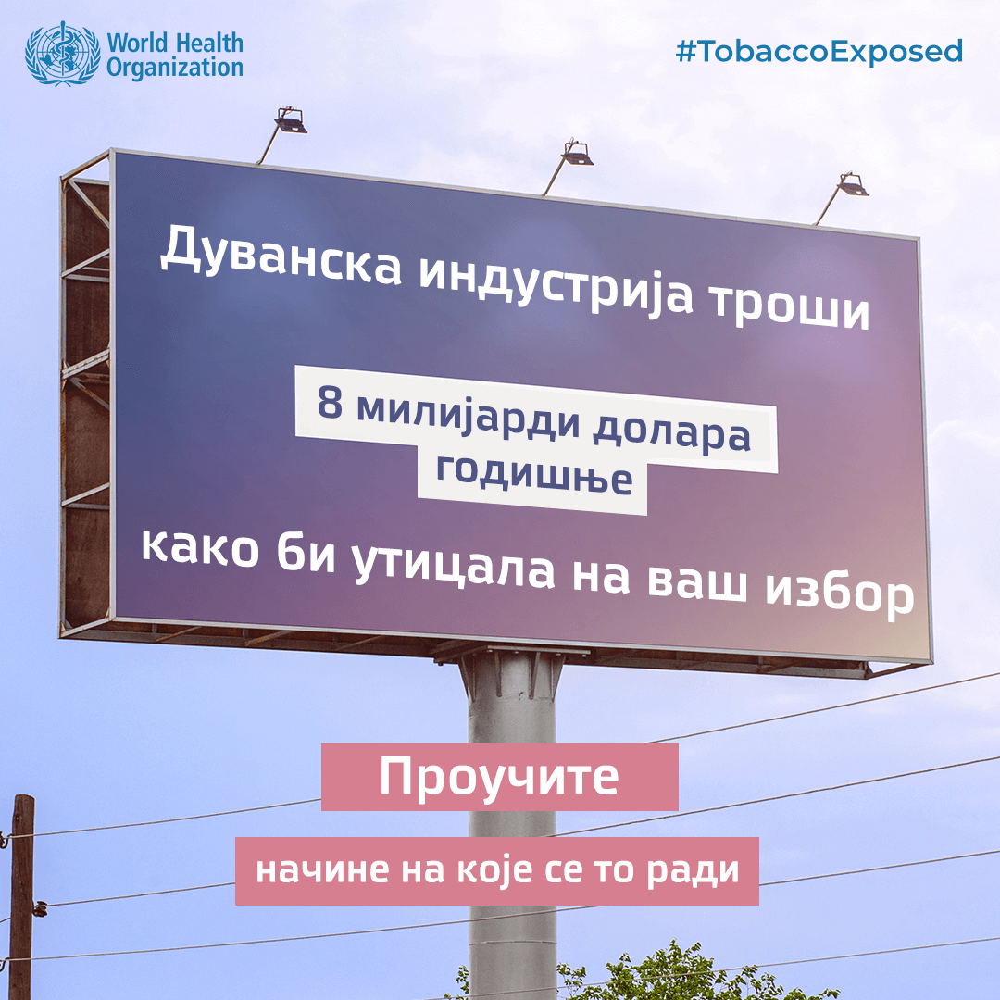 World Health
Organization
#TobaccoExposed
Дуванска индустрија троши
8 милијарди долара
годишње
како би утицала на ваш избор
Проучите
начине на које се то ради